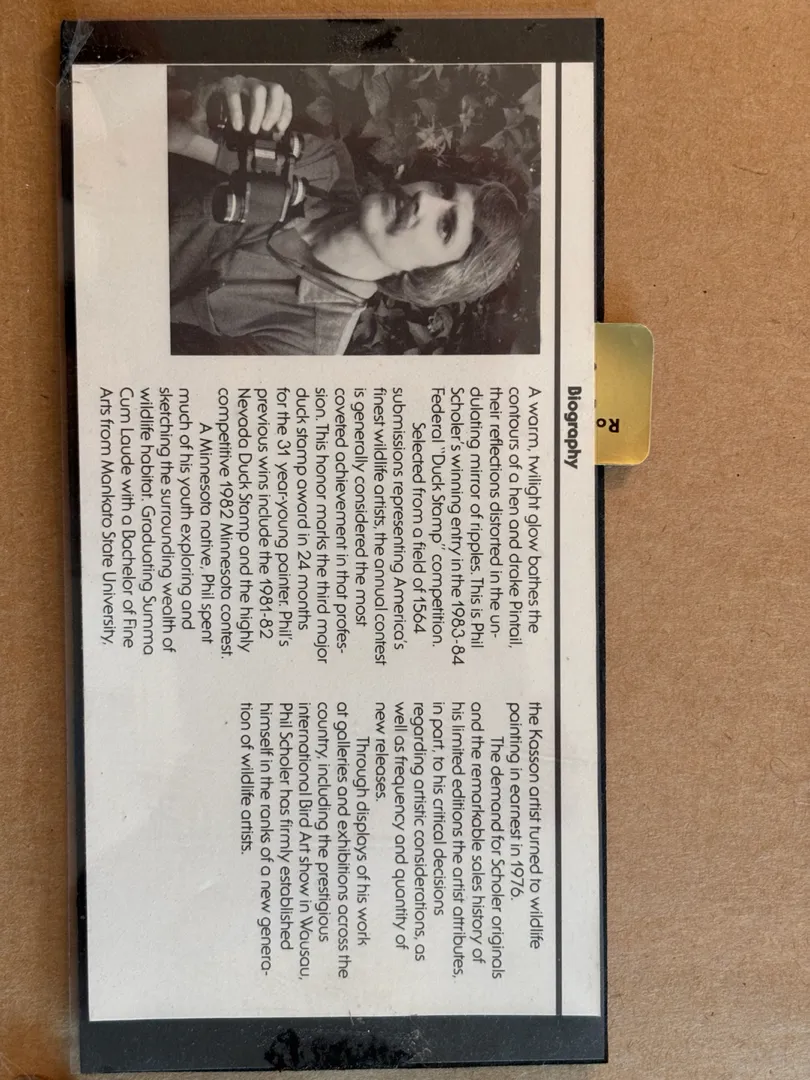 Biography
A warm, twilight glow bathes the
contours of a hen and drake Pintail,
their reflections distorted in the un-
dulating mirror of ripples. This is Phil
Scholer's winning entry in the 1983-84
Federal "Duck Stamp" competition.
Selected from a field of 1564
submissions representing America's
finest wildlife artists, the annual contest
is generally considered the most
coveted achievement in that profes-
sion. This honor marks the third major
duck stamp award in 24 months
for the 31 year-young painter. Phil's
previous wins include the 1981-82
Nevada Duck Stamp and the highly
competitive 1982 Minnesota contest.
A Minnesota native, Phil spent
much of his youth exploring and
sketching the surrounding wealth of
wildlife habitat. Graduating Summa
Cum Laude with a Bachelor of Fine
Arts from Mankato State University,
the Kasson artist turned to wildlife
painting in earnest in 1976.
The demand for Scholer originals
and the remarkable sales history of
his limited editions the artist attributes,
in part, to his critical decisions
regarding artistic considerations, as
well as frequency and quantity of
new releases.
Through displays of his work
at galleries and exhibitions across the
country, including the prestigious
international Bird Art show in Wausau,
Phil Scholer has firmly established
himself in the ranks of a new genera-
tion of wildlife artists.